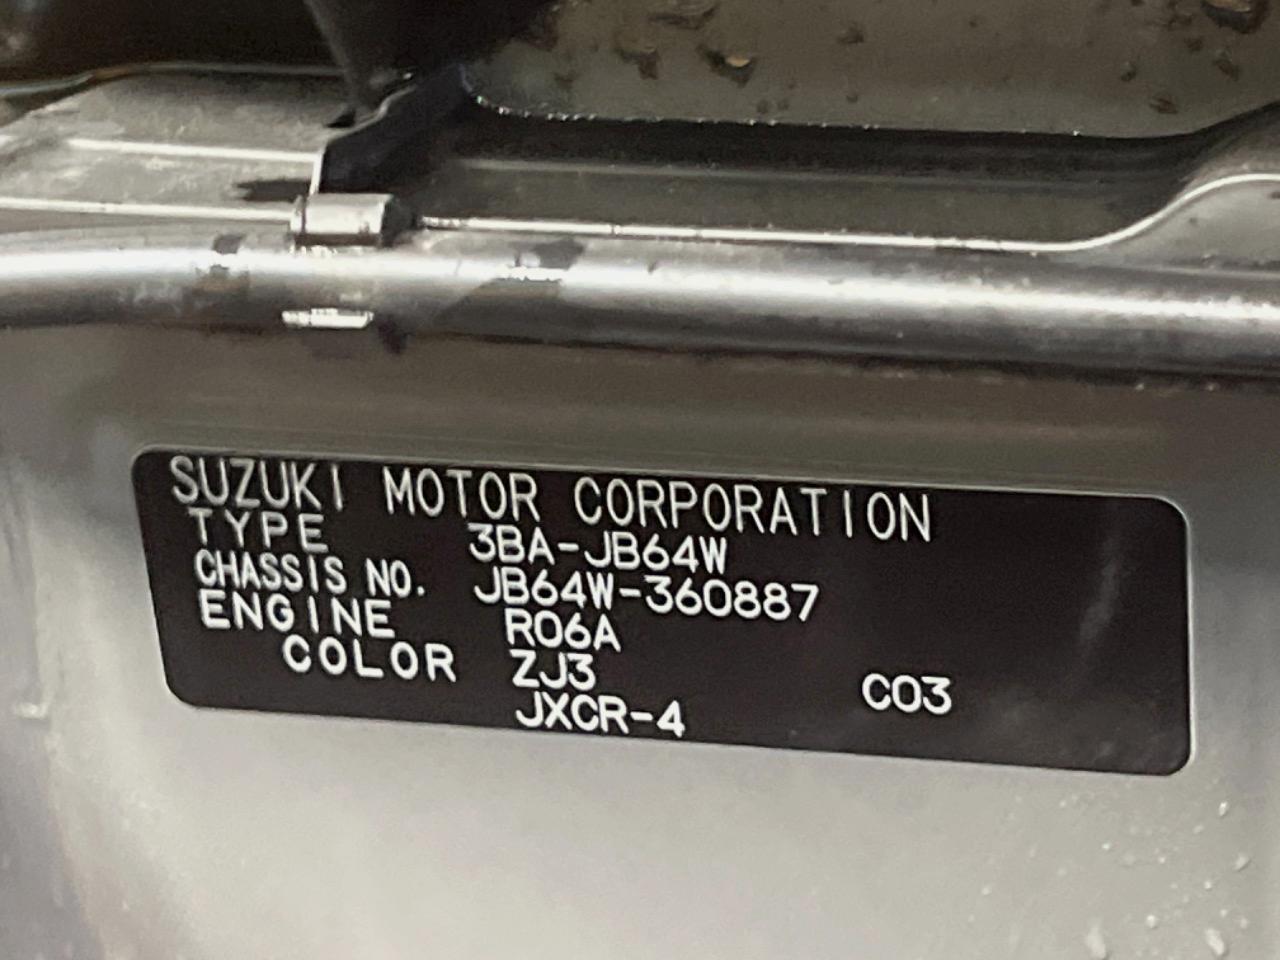 SUZUKI MOTOR CORPORATION
TYPE 3BA-JB64W
CHASSIS NO. JB64W-360887
ENGINE R06A
COLOR ZJ3 C03
JXCR-4